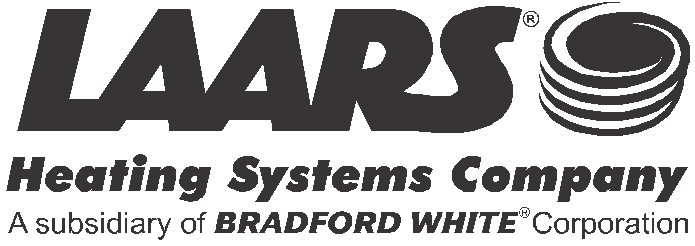 LAARS®
Heating Systems Company
A subsidiary of BRADFORD WHITE® Corporation